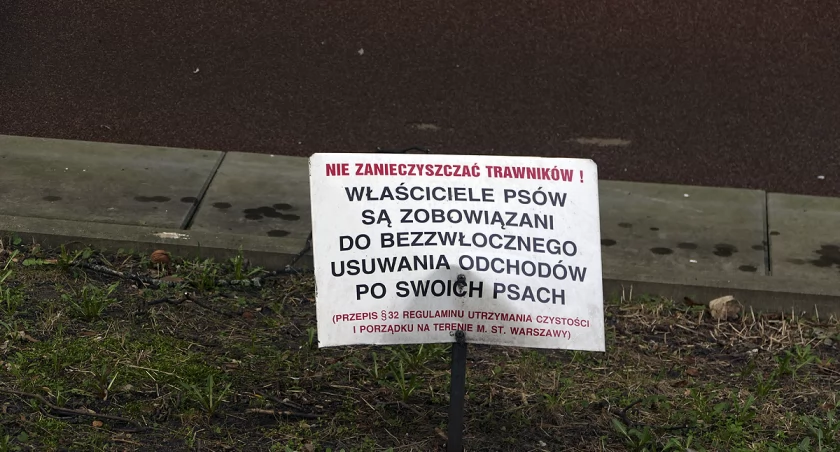 NIE ZANIECZYSZCZAĆ TRAWNIKÓW !
WŁAŚCICIELE PSÓW
SĄ ZOBOWIĄZANI
DO BEZZWŁOCZNEGO
USUWANIA ODCHODÓW
PO SWOICH PSACH
(PRZEPIS §32 REGULAMINU UTRZYMANIA CZYSTOŚCI
I PORZĄDKU NA TERENIE M. ST. WARSZAWY)